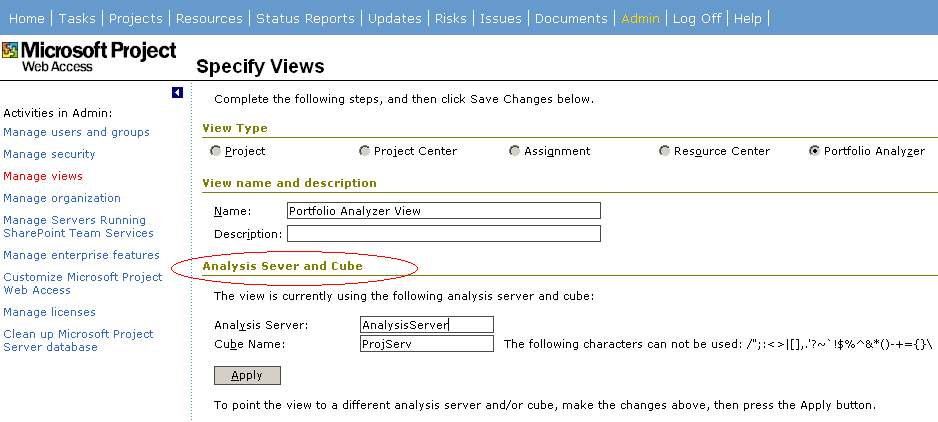 Home | Tasks | Projects | Resources | Status Reports | Updates | Risks | Issues | Documents | Admin | Log Off | Help |
Microsoft Project
Web Access
Specify Views
Complete the following steps, and then click Save Changes below.
Activities in Admin:
Manage users and groups
Manage security
Manage views
Manage organization
Manage Servers Running
SharePoint Team Services
Manage enterprise features
Customize Microsoft Project
Web Access
Manage licenses
Clean up Microsoft Project
Server database
View Type
Project Project Center Assignment Resource Center Portfolio Analyzer
View name and description
Name: Portfolio Analyzer View
Description:
Analysis Sever and Cube
The view is currently using the following analysis server and cube:
Analysis Server: AnalysisServer
Cube Name: ProjServ The following characters can not be used: /";:<>|[],.'?~`!$%^&*()-+={}\
Apply
To point the view to a different analysis server and/or cube, make the changes above, then press the Apply button.